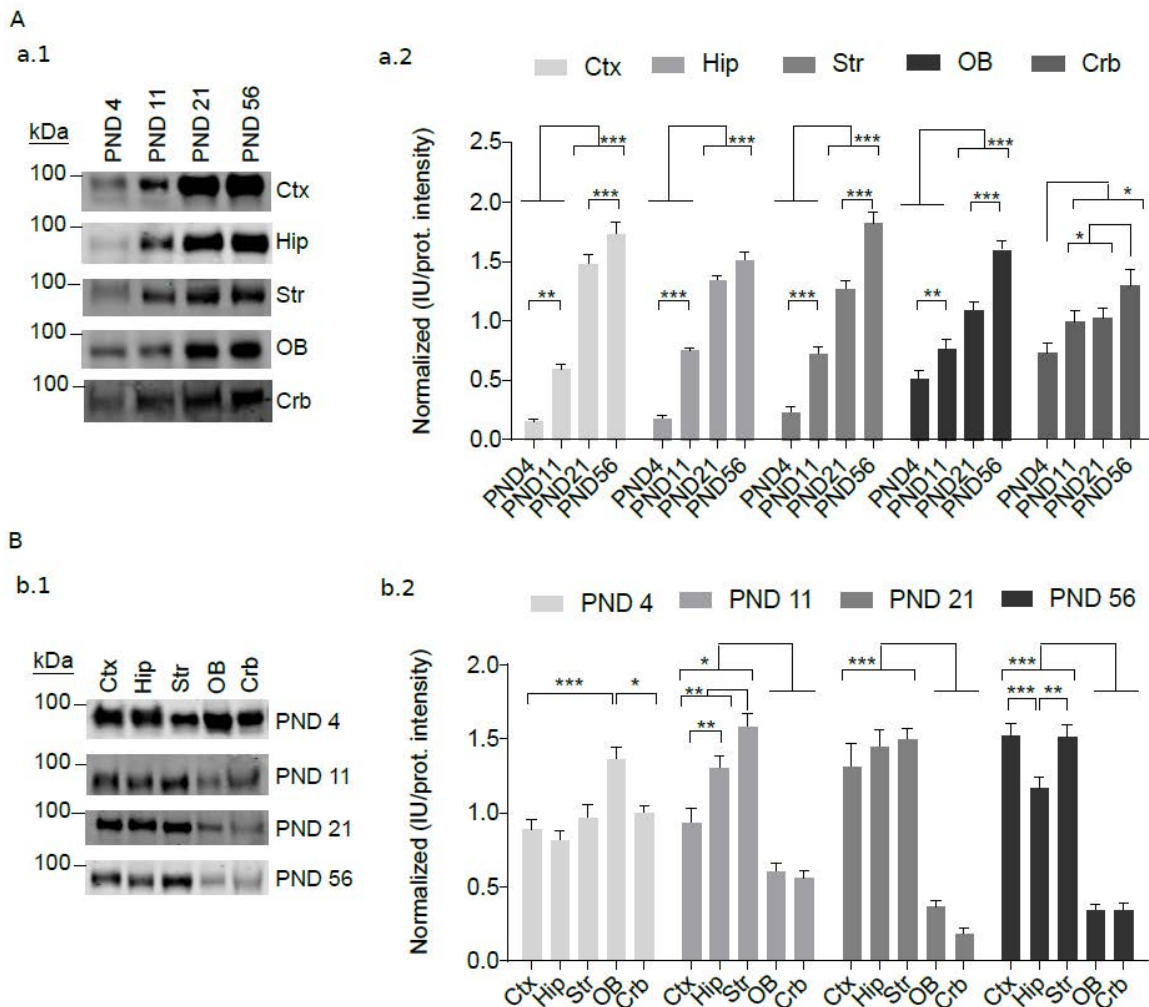 A
a.1
kDa
PND 4
PND 11
PND 21
PND 56
100
Ctx
100
Hip
100
Str
100
OB
100
Crb
a.2
Ctx Hip Str OB Crb
Normalized (IU/prot. intensity)
2.5
2.0
1.5
1.0
0.5
0.0
*** *** *** *** *
*** *** *** *
** *** *** **
PND4 PND11 PND21 PND56 PND4 PND11 PND21 PND56 PND4 PND11 PND21 PND56 PND4 PND11 PND21 PND56 PND4 PND11 PND21 PND56
B
b.1
kDa
Ctx Hip Str OB Crb
100
PND 4
100
PND 11
100
PND 21
100
PND 56
b.2
PND 4 PND 11 PND 21 PND 56
Normalized (IU/prot. intensity)
2.0
1.5
1.0
0.5
0.0
*** * * *** ***
** *** **
**
Ctx Hip Str OB Crb Ctx Hip Str OB Crb Ctx Hip Str OB Crb Ctx Hip Str OB Crb